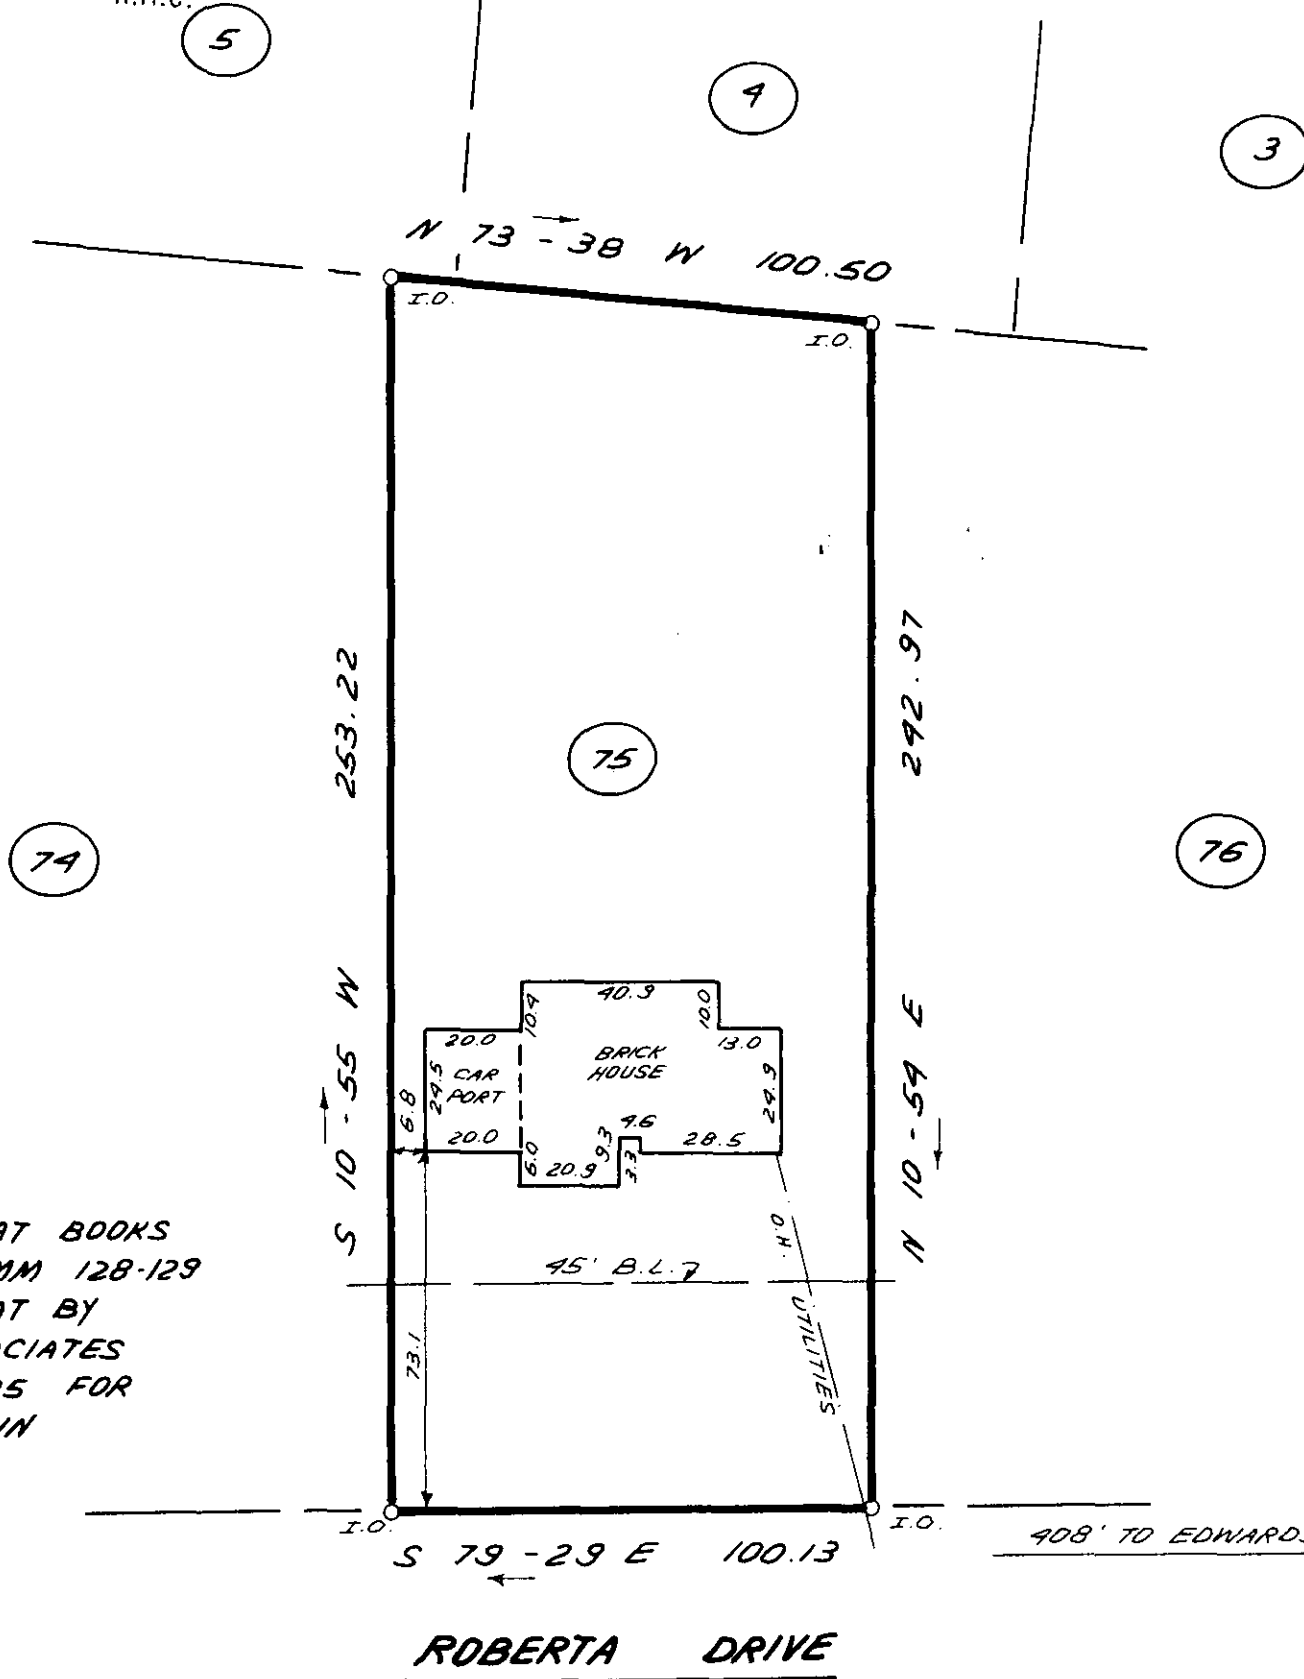 5
4
3
N 73-38 W 100.50
I.O.
I.O.
253.22
242.97
75
74
76
S 10-55 W
N 10-54 E
40.9
10.4
10.0
20.0
13.0
BRICK
HOUSE
CAR
PORT
24.5
24.9
6.8
20.0
4.6
28.5
6.0
20.9
9.3
3.3
O.H. UTILITIES
45' B.L.
73.1
AT BOOKS
MM 128-129
AT BY
OCIATES
RS FOR
IN
I.O.
I.O.
S 79-29 E 100.13
408' TO EDWARDS
ROBERTA DRIVE